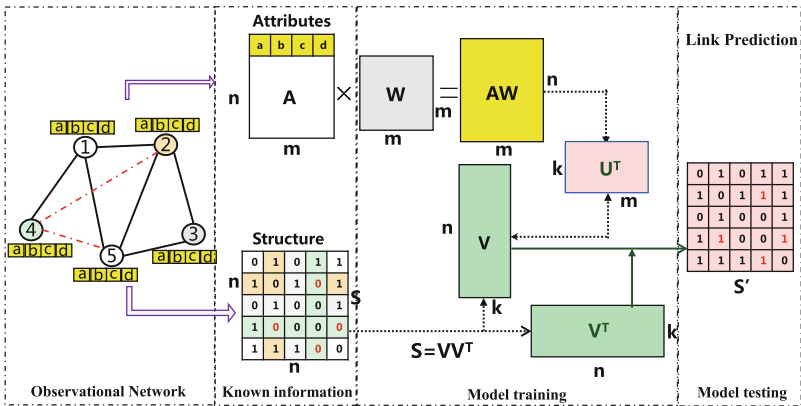 Attributes
a b c d
n
A
m
×
W
m
m
=
AW
n
m
Link Prediction
a b c d
a b c d
1
2
4
3
5
a b c d
a b c d
a b c d
k
U^T
m
n
V
k
Structure
n
0 1 0 1 1
1 0 1 0 1
0 1 0 0 1
1 0 0 0 0
1 1 1 0 0
S
n
S=VV^T
V^T
k
n
0 1 0 1 1
1 0 1 1 1
0 1 0 0 1
1 1 0 0 1
1 1 1 1 0
S′
Observational Network
Known information
Model training
Model testing